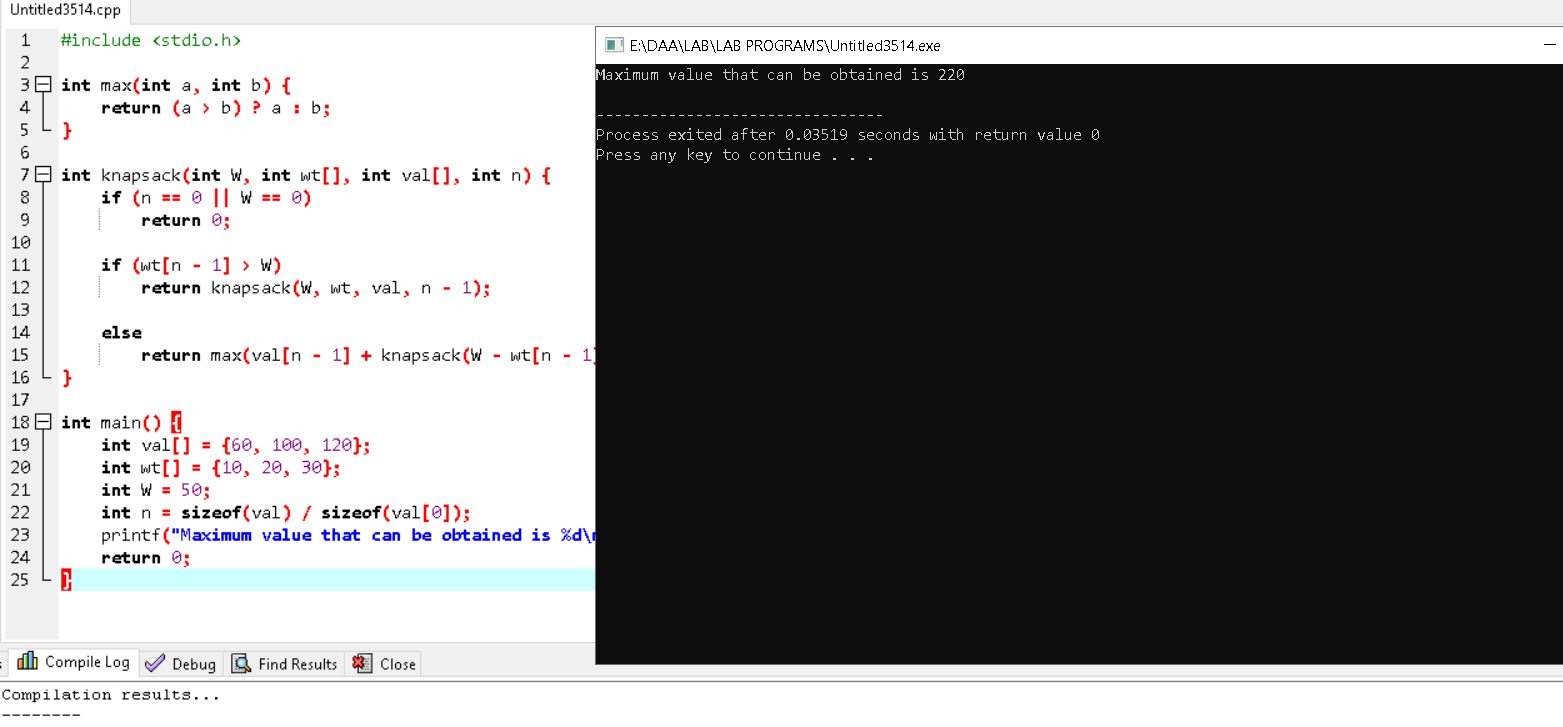 Untitled3514.cpp
1 #include <stdio.h>
2
3 int max(int a, int b) {
4 return (a > b) ? a : b;
5 }
6
7 int knapsack(int W, int wt[], int val[], int n) {
8 if (n == 0 || W == 0)
9 return 0;
10
11 if (wt[n - 1] > W)
12 return knapsack(W, wt, val, n - 1);
13
14 else
15 return max(val[n - 1] + knapsack(W - wt[n - 1]
16 }
17
18 int main() {
19 int val[] = {60, 100, 120};
20 int wt[] = {10, 20, 30};
21 int W = 50;
22 int n = sizeof(val) / sizeof(val[0]);
23 printf("Maximum value that can be obtained is %d\n
24 return 0;
25 }
E:\DAA\LAB\LAB PROGRAMS\Untitled3514.exe
Maximum value that can be obtained is 220
--------------------------------
Process exited after 0.03519 seconds with return value 0
Press any key to continue . . .
Compile Log Debug Find Results Close
Compilation results...
--------